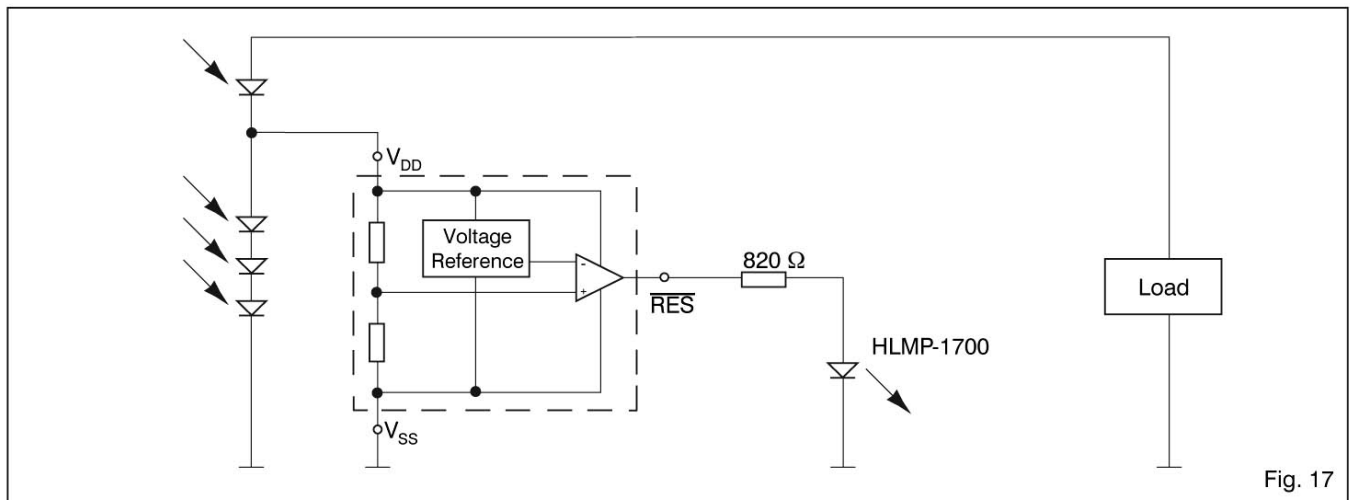 V_DD
Voltage
Reference
-
+
820 Ω
RES
Load
HLMP-1700
V_SS
Fig. 17